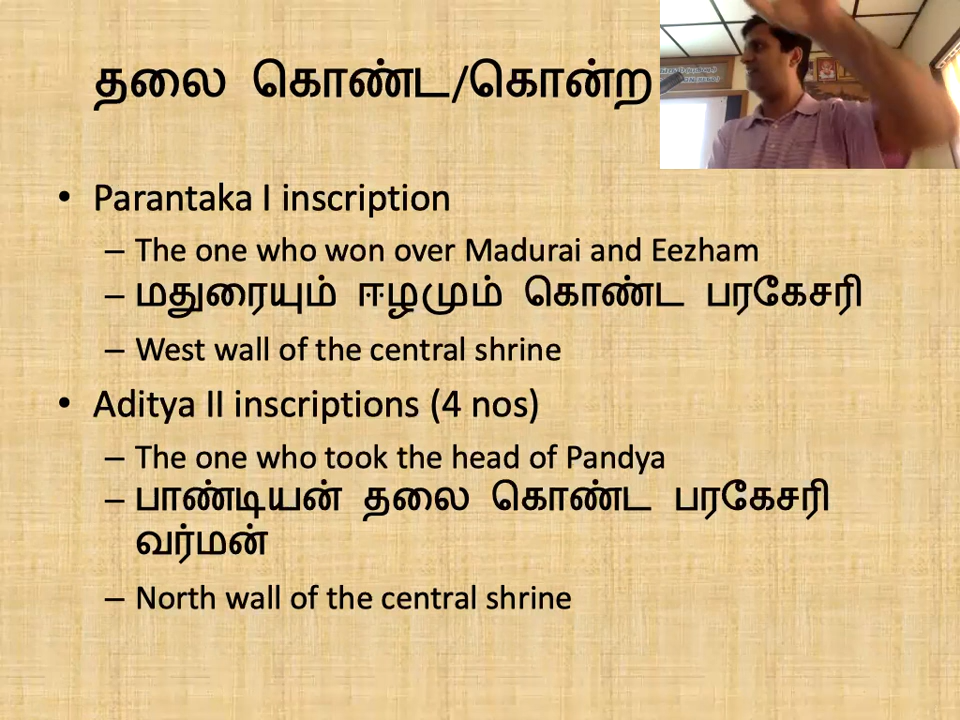 தலை கொண்ட/கொன்ற
• Parantaka I inscription
– The one who won over Madurai and Eezham
– மதுரையும் ஈழமும் கொண்ட பரகேசரி
– West wall of the central shrine
• Aditya II inscriptions (4 nos)
– The one who took the head of Pandya
– பாண்டியன் தலை கொண்ட பரகேசரி
வர்மன்
– North wall of the central shrine